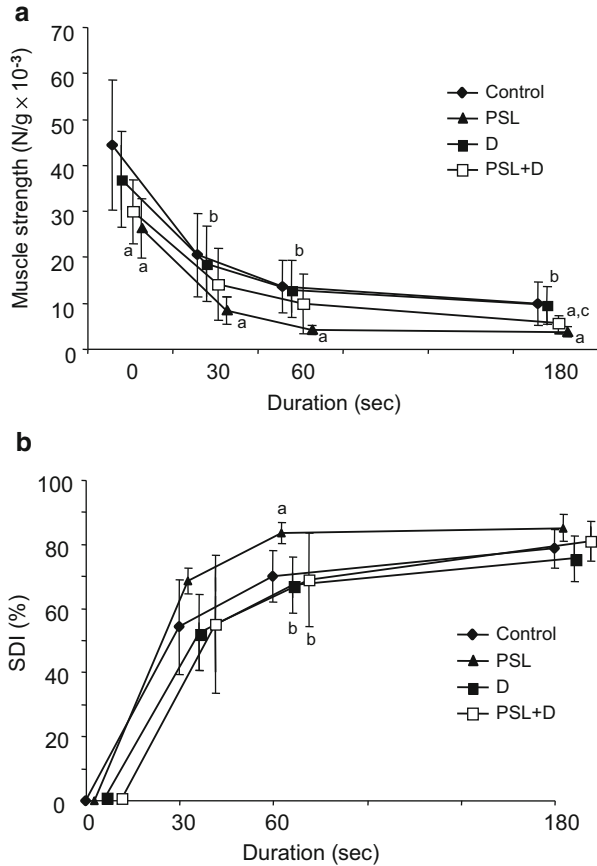 a
Muscle strength (N/g × 10⁻³)
70
60
50
40
30
20
10
0
Control
PSL
D
PSL+D
a
a
b
a
b
a
b
a,c
a
0 30 60 180
Duration (sec)
b
SDI (%)
100
80
60
40
20
0
a
b
b
Control
PSL
D
PSL+D
0 30 60 180
Duration (sec)